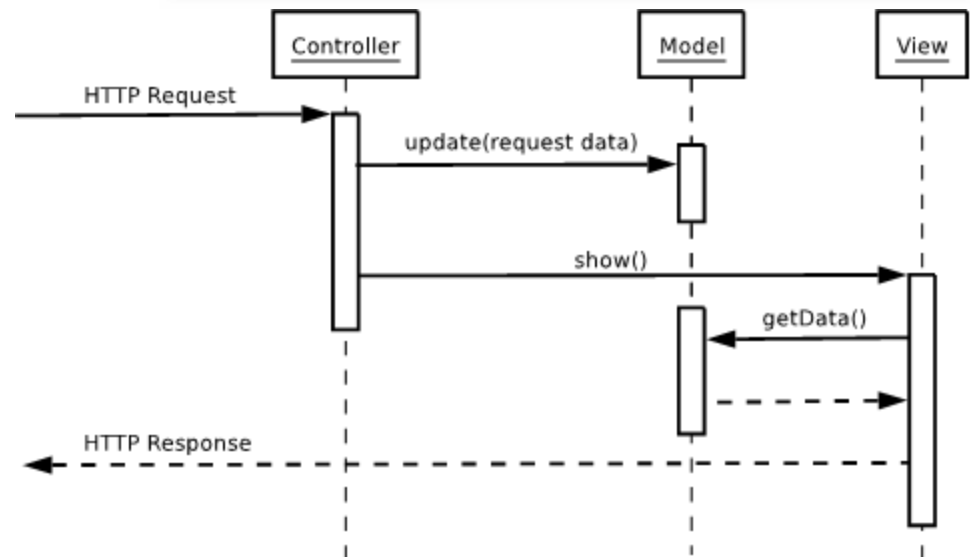 Controller
Model
View
HTTP Request
update(request data)
show()
getData()
HTTP Response